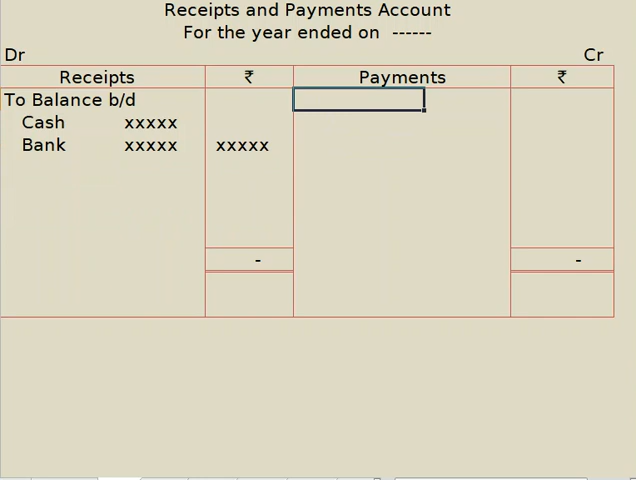 Receipts and Payments Account
For the year ended on ------
Dr Cr
Receipts ₹ Payments ₹
To Balance b/d
Cash xxxxx
Bank xxxxx xxxxx
- -